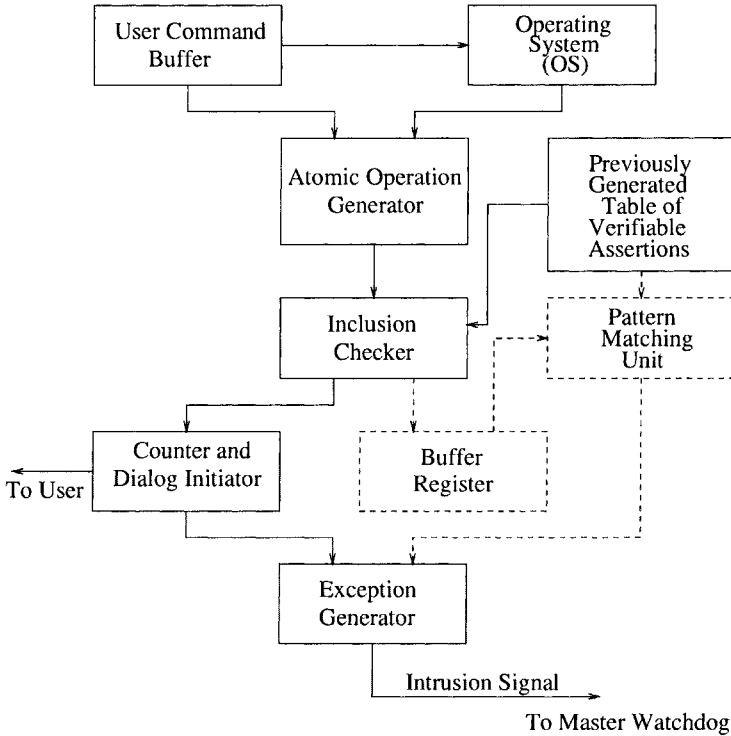 User Command
Buffer
Operating
System
(OS)
Atomic Operation
Generator
Previously
Generated
Table of
Verifiable
Assertions
Inclusion
Checker
Pattern
Matching
Unit
Counter and
Dialog Initiator
Buffer
Register
To User
Exception
Generator
Intrusion Signal
To Master Watchdog